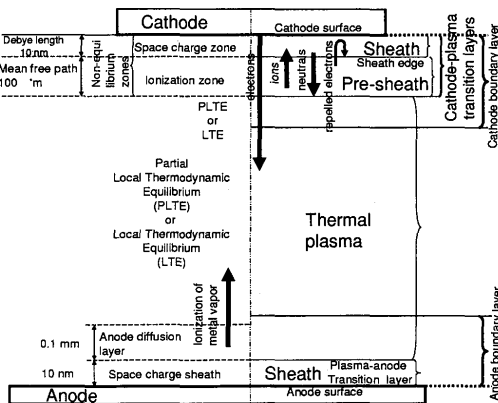 Cathode
Cathode surface
Debye length
10 nm
Mean free path
100 ˚m
Non-equi
librium
zones
Space charge zone
Ionization zone
electrons
ions
neutrals
repelled electrons
Sheath
Sheath edge
Pre-sheath
Cathode-plasma
transition layers
Cathode boundary layer
PLTE
or
LTE
Partial
Local Thermodynamic
Equilibrium
(PLTE)
or
Local Thermodynamic
Equilibrium
(LTE)
Thermal
plasma
Ionization of
metal vapor
0.1 mm
Anode diffusion
layer
10 nm
Space charge sheath
Sheath
Plasma-anode
Transition layer
Anode boundary layer
Anode
Anode surface